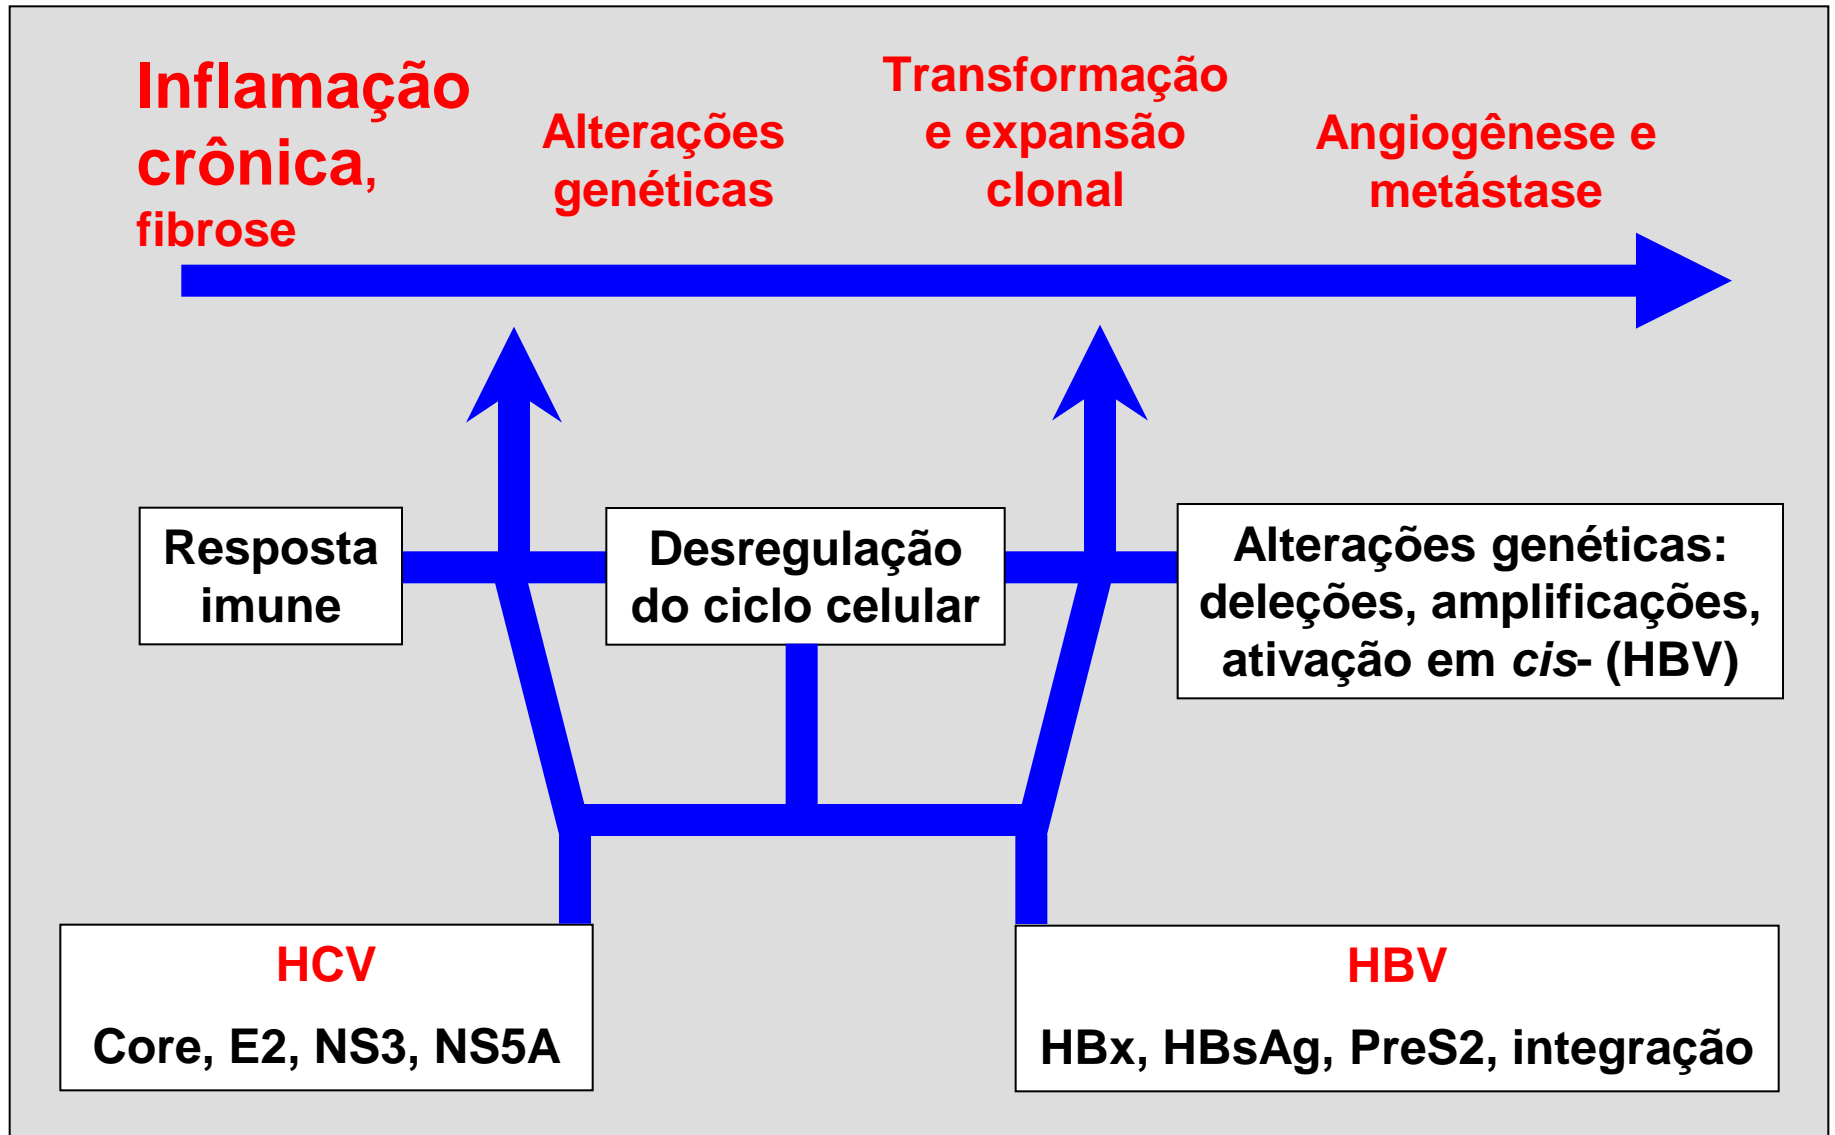 Inflamação
crônica,
fibrose
Alterações
genéticas
Transformação
e expansão
clonal
Angiogênese e
metástase
Resposta
imune
Desregulação
do ciclo celular
Alterações genéticas:
deleções, amplificações,
ativação em cis- (HBV)
HCV
Core, E2, NS3, NS5A
HBV
HBx, HBsAg, PreS2, integração